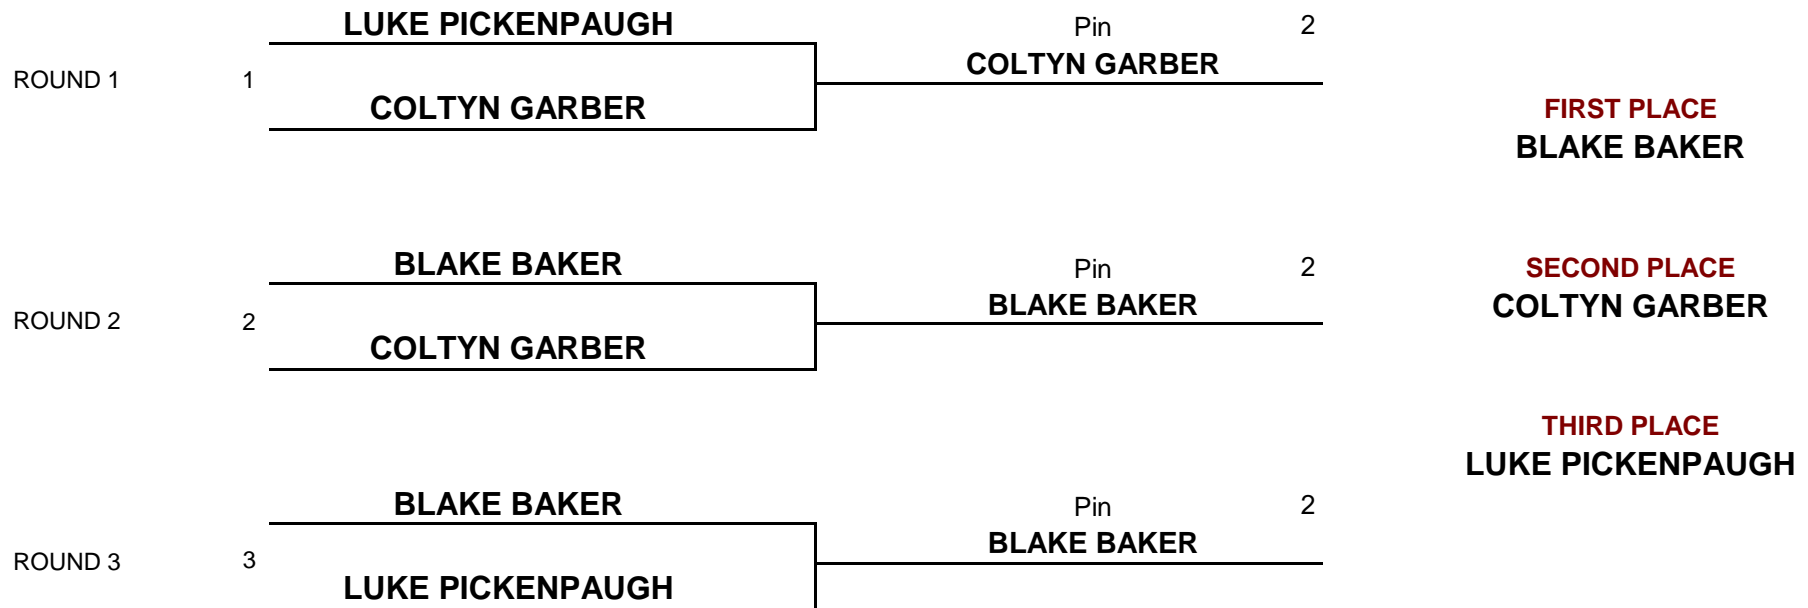 LUKE PICKENPAUGH
Pin 2
COLTYN GARBER
ROUND 1 1
COLTYN GARBER
FIRST PLACE
BLAKE BAKER
BLAKE BAKER
Pin 2
SECOND PLACE
BLAKE BAKER
COLTYN GARBER
ROUND 2 2
COLTYN GARBER
THIRD PLACE
LUKE PICKENPAUGH
BLAKE BAKER
Pin 2
BLAKE BAKER
ROUND 3 3
LUKE PICKENPAUGH